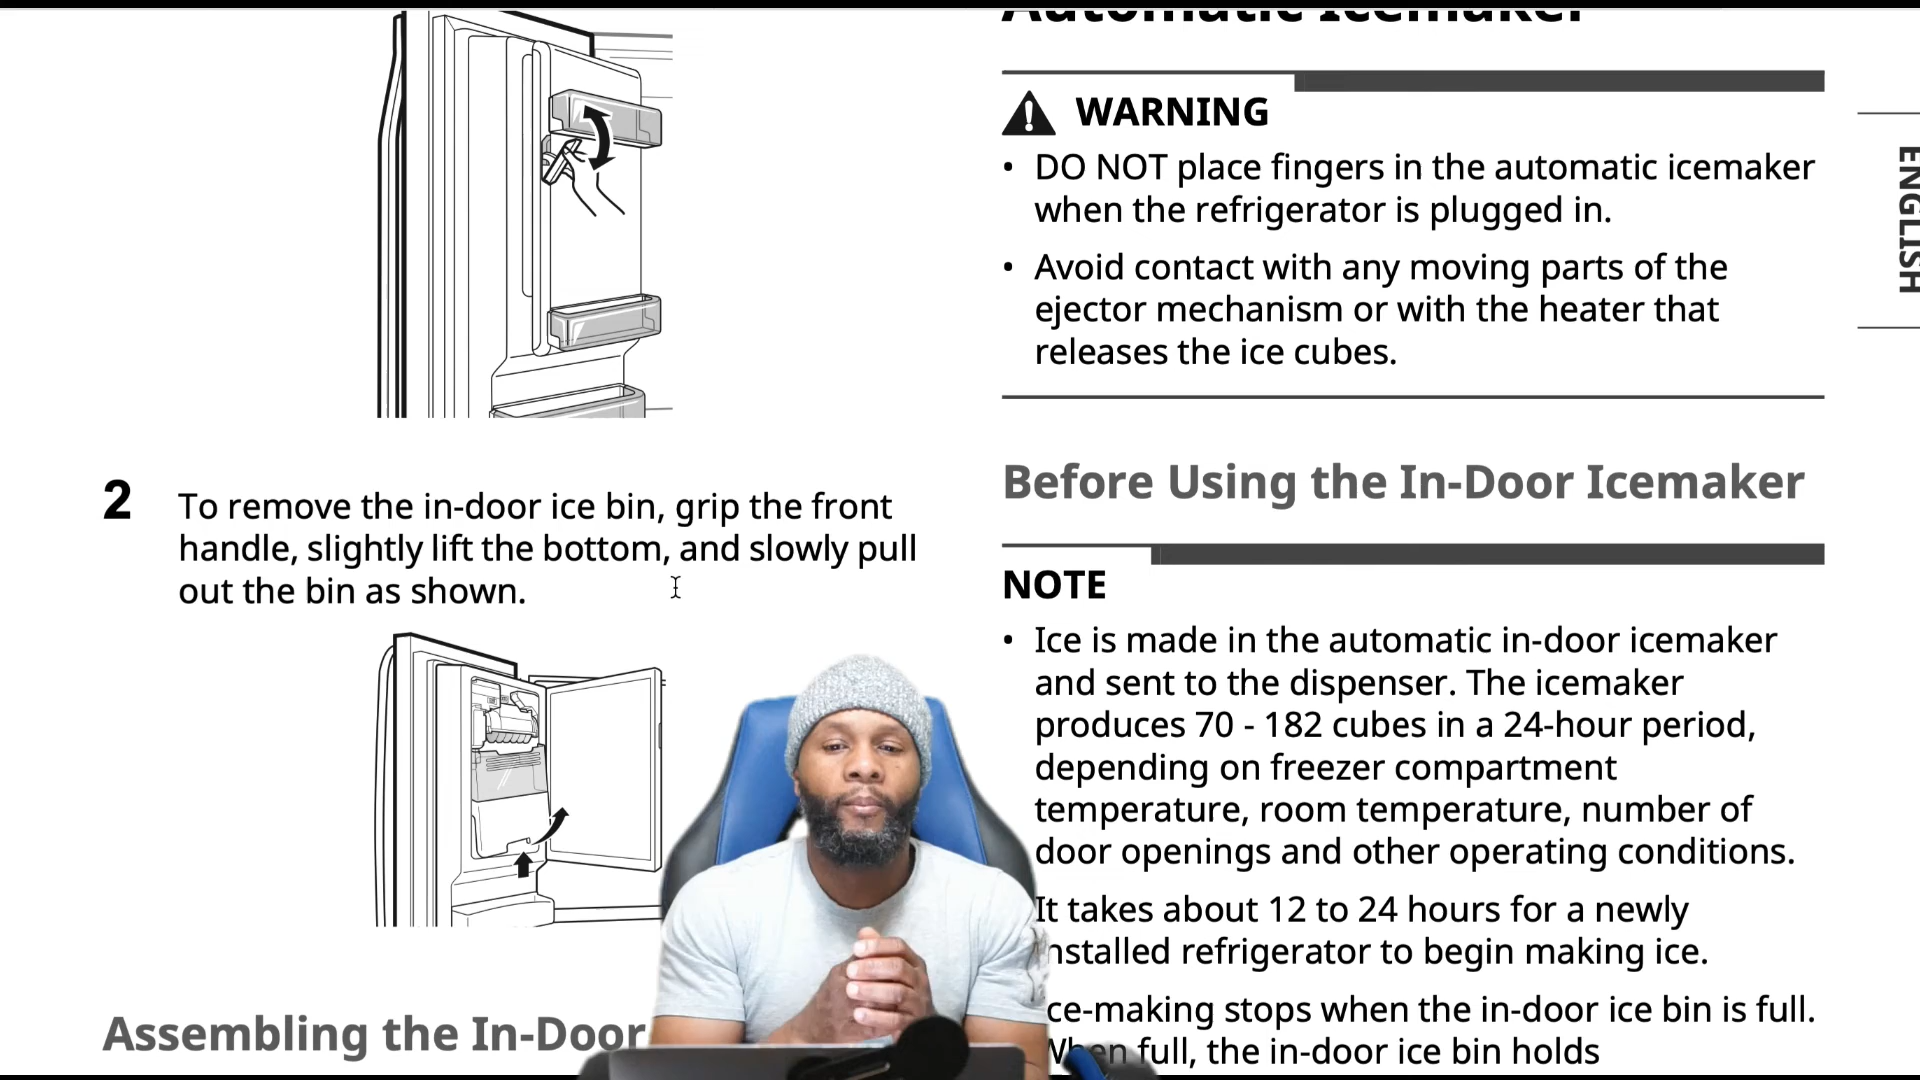 2
To remove the in-door ice bin, grip the front
handle, slightly lift the bottom, and slowly pull
out the bin as shown.
Assembling the In-Door
Automatic Icemaker
WARNING
• DO NOT place fingers in the automatic icemaker
when the refrigerator is plugged in.
• Avoid contact with any moving parts of the
ejector mechanism or with the heater that
releases the ice cubes.
Before Using the In-Door Icemaker
NOTE
• Ice is made in the automatic in-door icemaker
and sent to the dispenser. The icemaker
produces 70 - 182 cubes in a 24-hour period,
depending on freezer compartment
temperature, room temperature, number of
door openings and other operating conditions.
It takes about 12 to 24 hours for a newly
nstalled refrigerator to begin making ice.
ce-making stops when the in-door ice bin is full.
When full, the in-door ice bin holds
ENGLISH